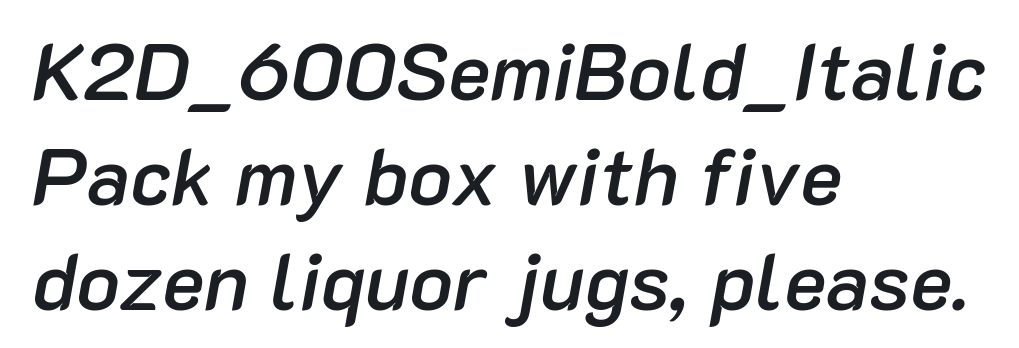 K2D_600SemiBold_Italic
Pack my box with five
dozen liquor jugs, please.